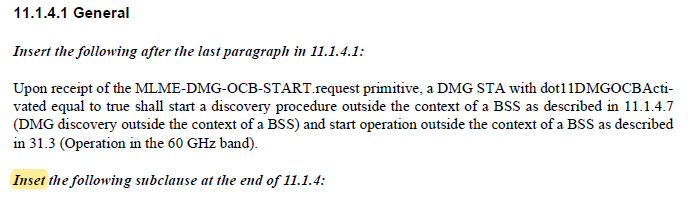 11.1.4.1 General
Insert the following after the last paragraph in 11.1.4.1:
Upon receipt of the MLME-DMG-OCB-START.request primitive, a DMG STA with dot11DMGOCBActi-
vated equal to true shall start a discovery procedure outside the context of a BSS as described in 11.1.4.7
(DMG discovery outside the context of a BSS) and start operation outside the context of a BSS as described
in 31.3 (Operation in the 60 GHz band).
Inset the following subclause at the end of 11.1.4: